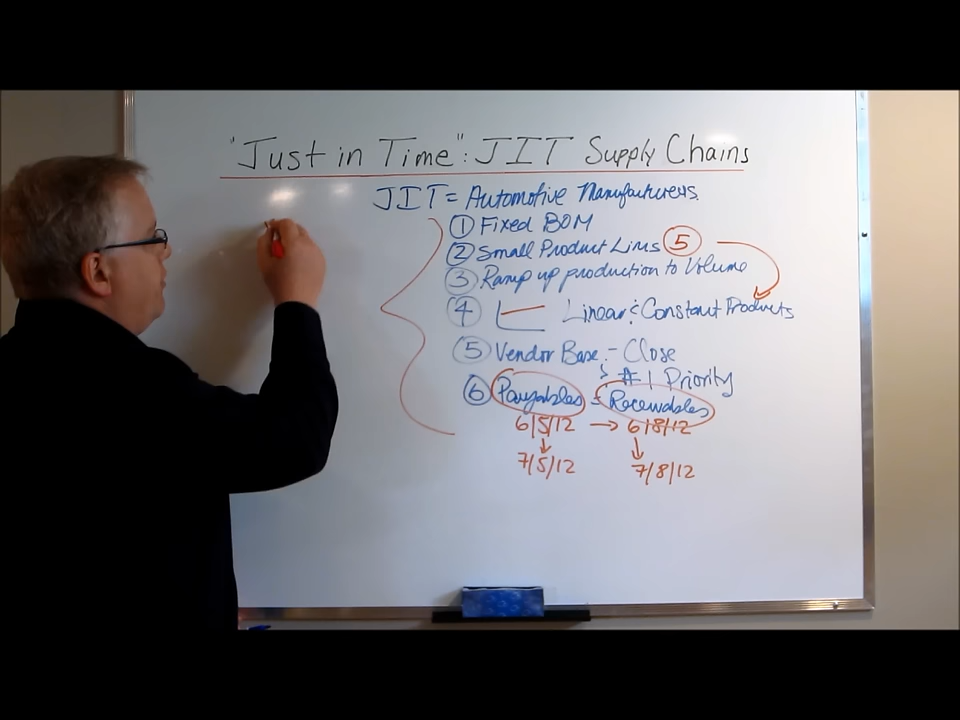 "Just in Time": JIT Supply Chains
JIT = Automotive Manufacturers.
1 Fixed BOM
2 Small Product Lines 5
3 Ramp up production to Volume
4 Linear & Constant Products
5 Vendor Base - Close
#1 Priority
6 Payables = Receivables
6/5/12 → 6/8/12
7/5/12 7/8/12